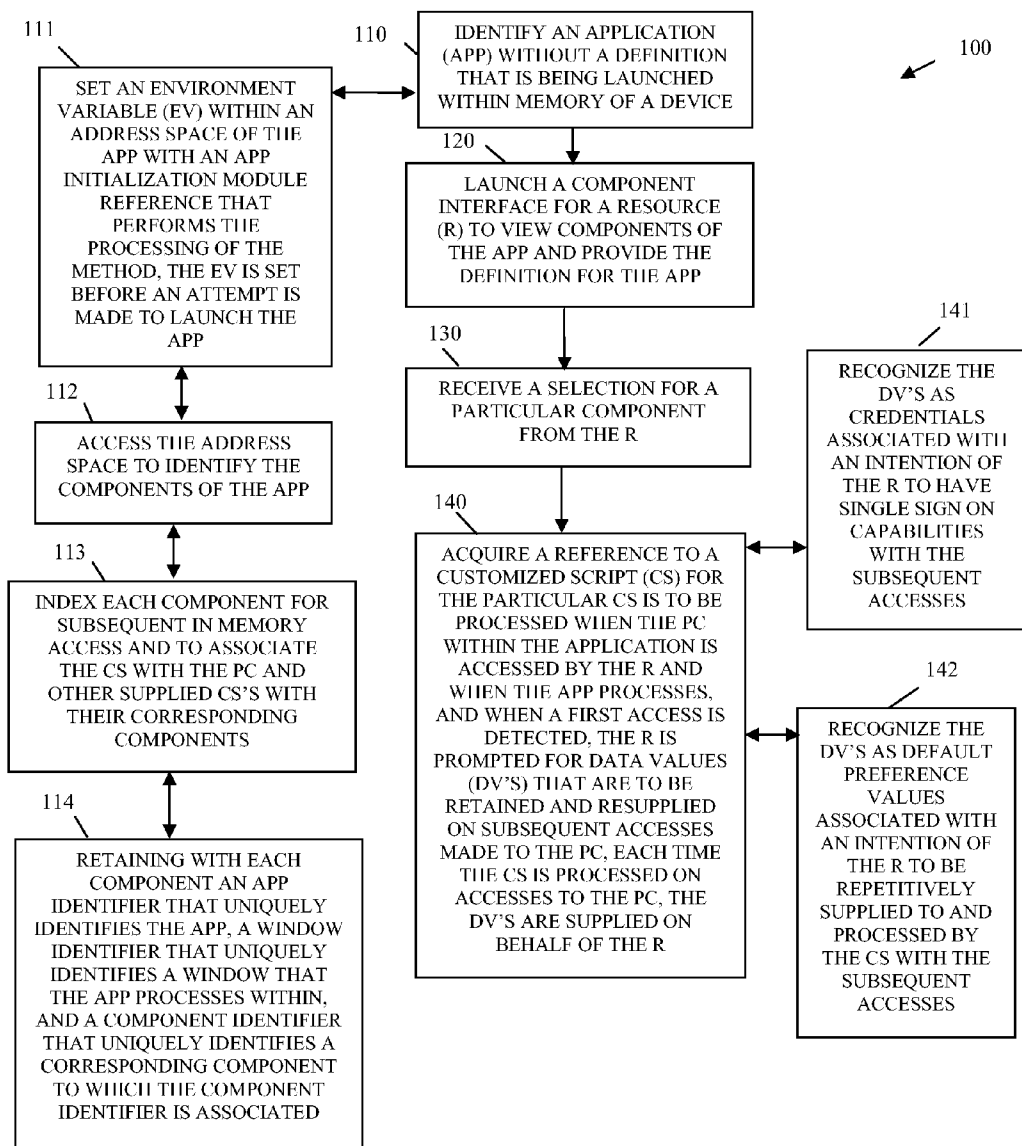 100
110
IDENTIFY AN APPLICATION
(APP) WITHOUT A DEFINITION
THAT IS BEING LAUNCHED
WITHIN MEMORY OF A DEVICE
111
SET AN ENVIRONMENT
VARIABLE (EV) WITHIN AN
ADDRESS SPACE OF THE
APP WITH AN APP
INITIALIZATION MODULE
REFERENCE THAT
PERFORMS THE
PROCESSING OF THE
METHOD, THE EV IS SET
BEFORE AN ATTEMPT IS
MADE TO LAUNCH THE
APP
112
ACCESS THE ADDRESS
SPACE TO IDENTIFY THE
COMPONENTS OF THE APP
113
INDEX EACH COMPONENT FOR
SUBSEQUENT IN MEMORY
ACCESS AND TO ASSOCIATE
THE CS WITH THE PC AND
OTHER SUPPLIED CS'S WITH
THEIR CORRESPONDING
COMPONENTS
114
RETAINING WITH EACH
COMPONENT AN APP
IDENTIFIER THAT UNIQUELY
IDENTIFIES THE APP, A WINDOW
IDENTIFIER THAT UNIQUELY
IDENTIFIES A WINDOW THAT
THE APP PROCESSES WITHIN,
AND A COMPONENT IDENTIFIER
THAT UNIQUELY IDENTIFIES A
CORRESPONDING COMPONENT
TO WHICH THE COMPONENT
IDENTIFIER IS ASSOCIATED
120
LAUNCH A COMPONENT
INTERFACE FOR A RESOURCE
(R) TO VIEW COMPONENTS OF
THE APP AND PROVIDE THE
DEFINITION FOR THE APP
130
RECEIVE A SELECTION FOR A
PARTICULAR COMPONENT
FROM THE R
140
ACQUIRE A REFERENCE TO A
CUSTOMIZED SCRIPT (CS) FOR
THE PARTICULAR CS IS TO BE
PROCESSED WHEN THE PC
WITHIN THE APPLICATION IS
ACCESSED BY THE R AND
WHEN THE APP PROCESSES,
AND WHEN A FIRST ACCESS IS
DETECTED, THE R IS
PROMPTED FOR DATA VALUES
(DV'S) THAT ARE TO BE
RETAINED AND RESUPPLIED
ON SUBSEQUENT ACCESSES
MADE TO THE PC, EACH TIME
THE CS IS PROCESSED ON
ACCESSES TO THE PC, THE
DV'S ARE SUPPLIED ON
BEHALF OF THE R
141
RECOGNIZE THE
DV'S AS
CREDENTIALS
ASSOCIATED WITH
AN INTENTION OF
THE R TO HAVE
SINGLE SIGN ON
CAPABILITIES
WITH THE
SUBSEQUENT
ACCESSES
142
RECOGNIZE THE
DV'S AS DEFAULT
PREFERENCE
VALUES
ASSOCIATED WITH
AN INTENTION OF
THE R TO BE
REPETITIVELY
SUPPLIED TO AND
PROCESSED BY
THE CS WITH THE
SUBSEQUENT
ACCESSES